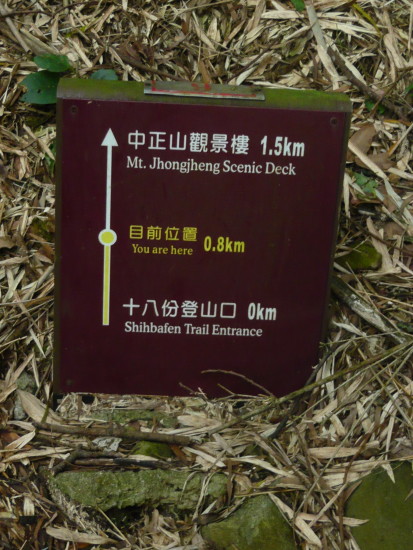 中正山觀景樓 1.5km
Mt. Jhongjheng Scenic Deck
目前位置 0.8km
You are here
十八份登山口 0km
Shihbafen Trail Entrance